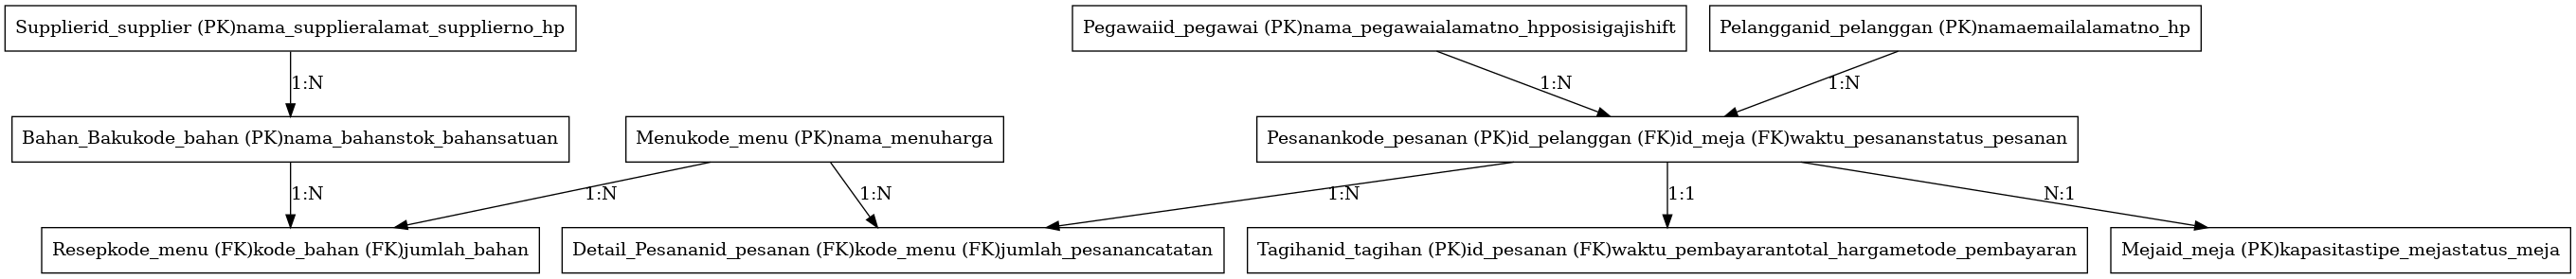 Supplierid_supplier (PK)nama_supplieralamat_supplierno_hp
Pegawaiid_pegawai (PK)nama_pegawaialamatno_hpposisigajishift
Pelangganid_pelanggan (PK)namaemailalamatno_hp
1:N
1:N
1:N
Bahan_Bakukode_bahan (PK)nama_bahanstok_bahansatuan
Menukode_menu (PK)nama_menuharga
Pesanankode_pesanan (PK)id_pelanggan (FK)id_meja (FK)waktu_pesananstatus_pesanan
1:N
1:N
1:N
1:N
1:1
N:1
Resepkode_menu (FK)kode_bahan (FK)jumlah_bahan
Detail_Pesananid_pesanan (FK)kode_menu (FK)jumlah_pesanancatatan
Tagihanid_tagihan (PK)id_pesanan (FK)waktu_pembayarantotal_hargametode_pembayaran
Mejaid_meja (PK)kapasitastipe_mejastatus_meja